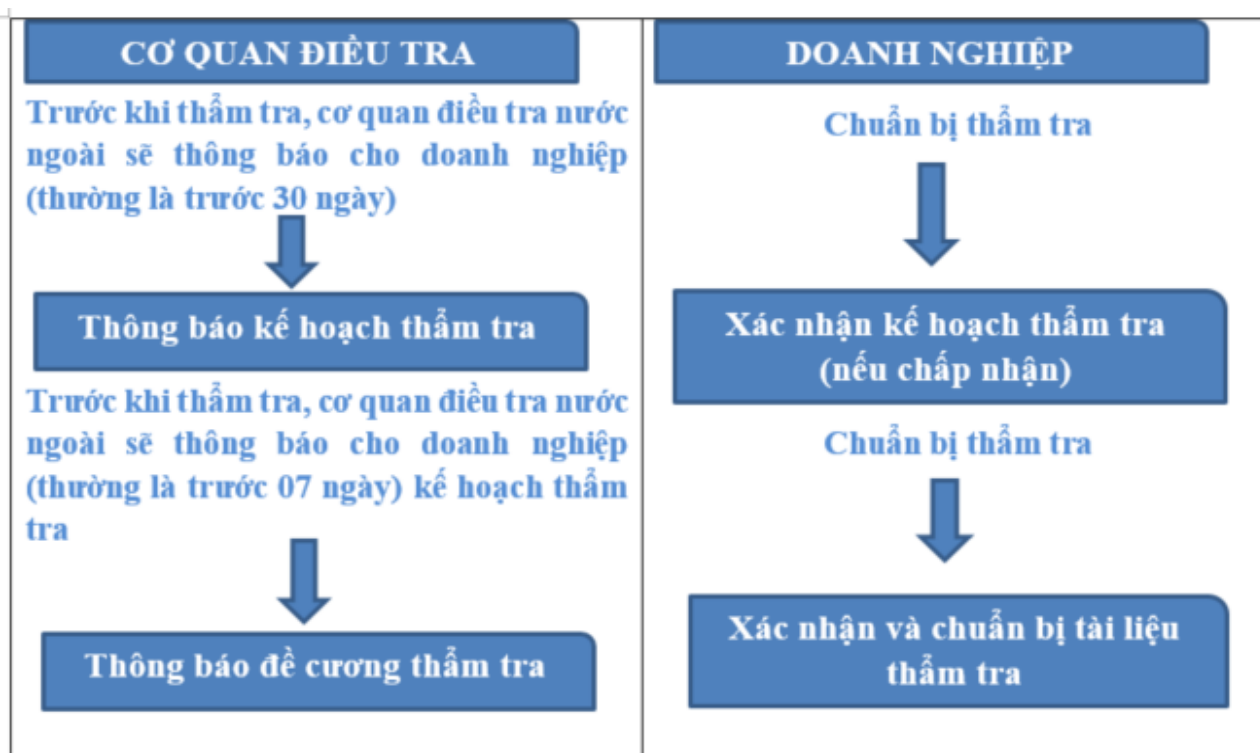 CƠ QUAN ĐIỀU TRA
Trước khi thẩm tra, cơ quan điều tra nước
ngoài sẽ thông báo cho doanh nghiệp
(thường là trước 30 ngày)
Thông báo kế hoạch thẩm tra
Trước khi thẩm tra, cơ quan điều tra nước
ngoài sẽ thông báo cho doanh nghiệp
(thường là trước 07 ngày) kế hoạch thẩm
tra
Thông báo đề cương thẩm tra
DOANH NGHIỆP
Chuẩn bị thẩm tra
Xác nhận kế hoạch thẩm tra
(nếu chấp nhận)
Chuẩn bị thẩm tra
Xác nhận và chuẩn bị tài liệu
thẩm tra